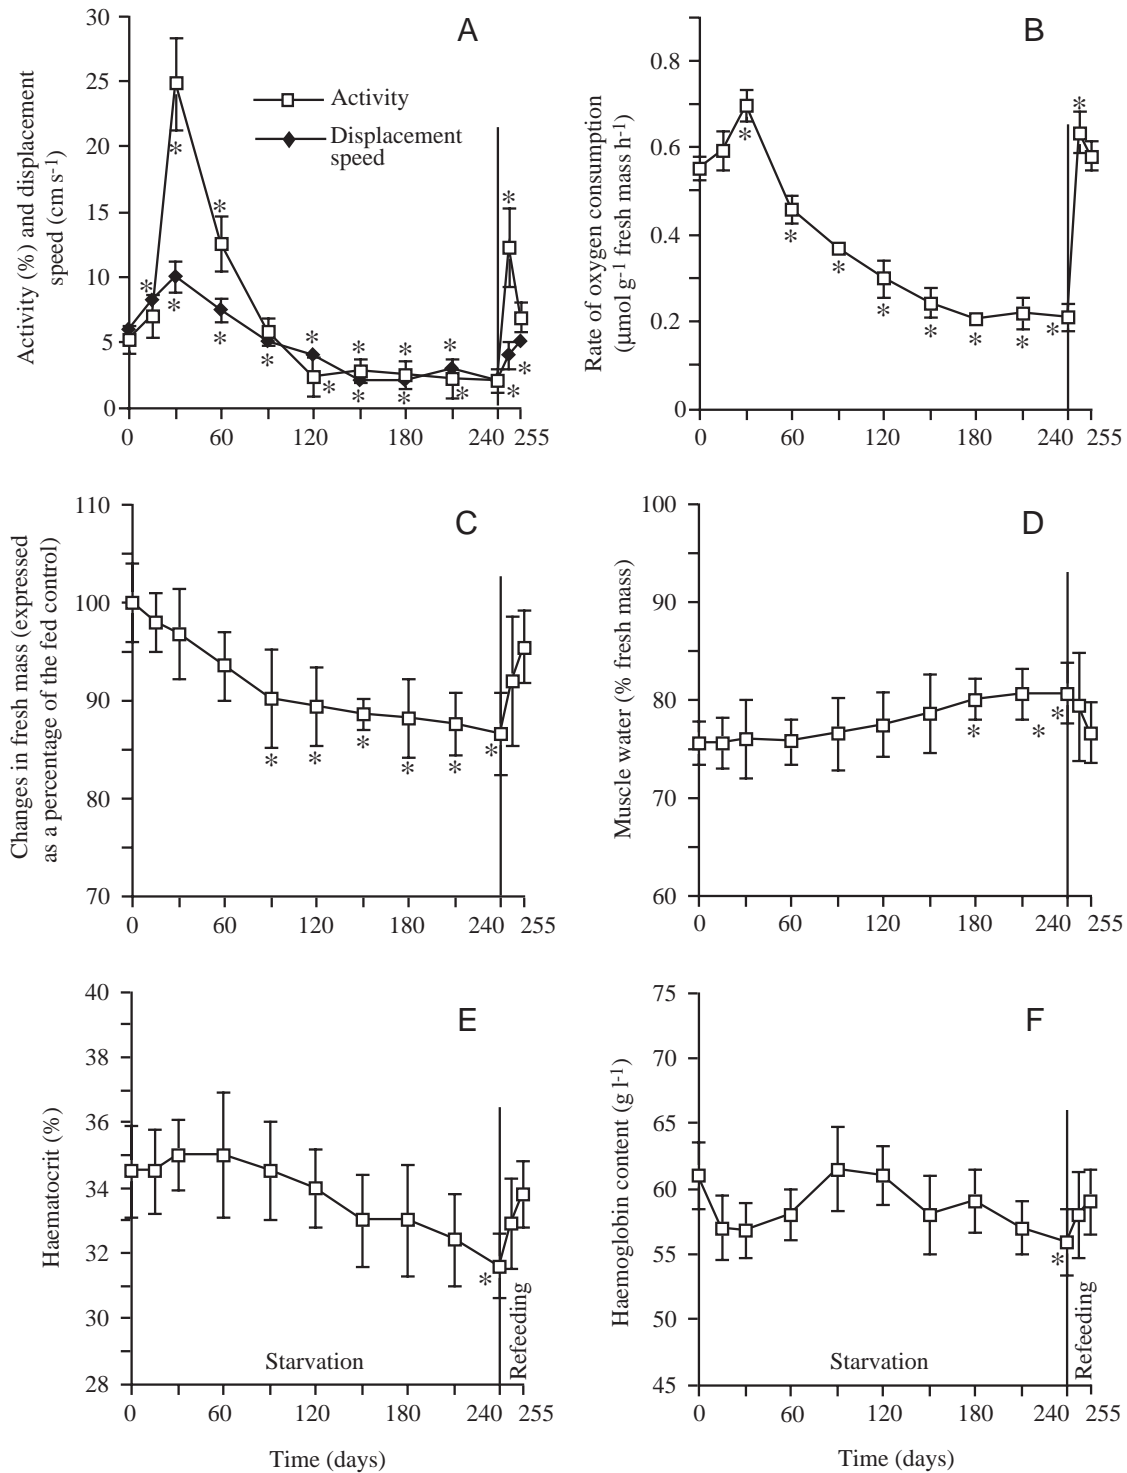 A
30
25
20
15
10
5
0
Activity (%) and displacement
speed (cm s-1)
Activity
Displacement
speed
*
0 60 120 180 240 255
B
0.8
0.6
0.4
0.2
0
Rate of oxygen consumption
(µmol g-1 fresh mass h-1)
0 60 120 180 240 255
C
110
100
90
80
70
Changes in fresh mass (expressed
as a percentage of the fed control)
0 60 120 180 240 255
D
100
90
80
70
60
Muscle water (% fresh mass)
0 60 120 180 240 255
E
40
38
36
34
32
30
28
Haematocrit (%)
Starvation
Refeeding
0 60 120 180 240 255
Time (days)
F
75
70
65
60
55
50
45
Haemoglobin content (g l-1)
Starvation
Refeeding
0 60 120 180 240 255
Time (days)